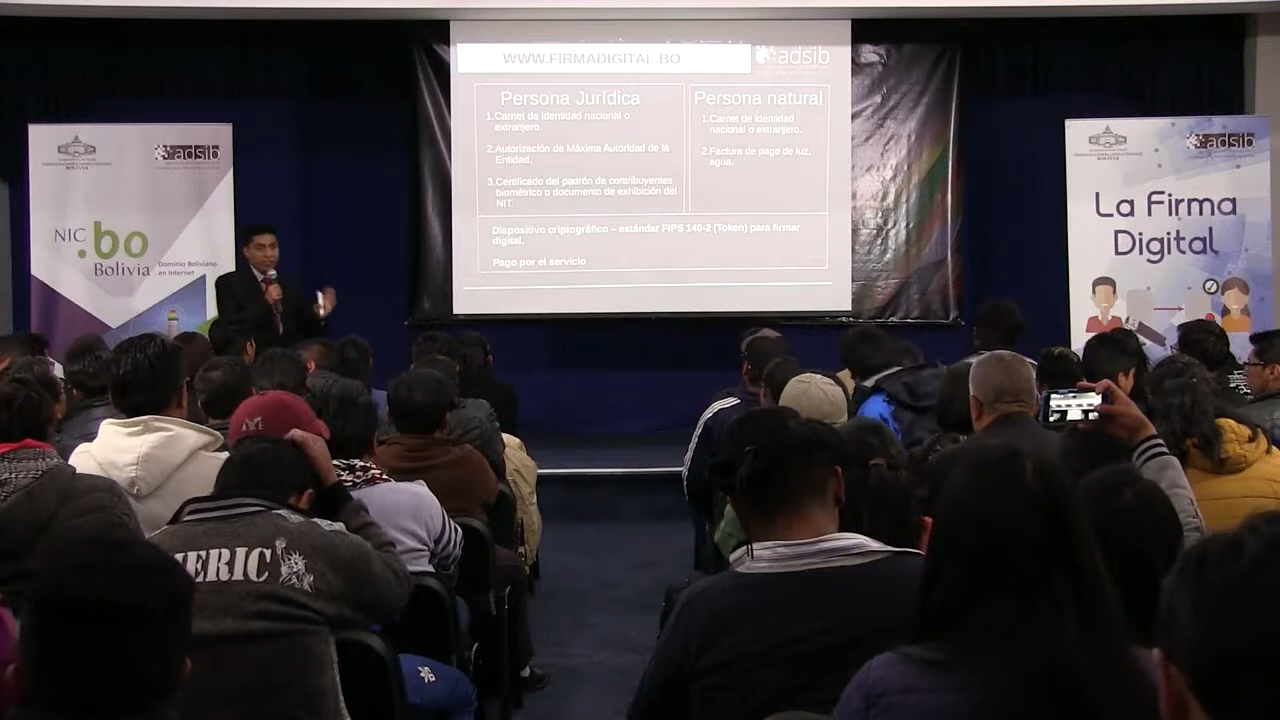 WWW.FIRMADIGITAL.BO
adsib
Persona Jurídica
1.Carnet de identidad nacional o
extranjero.
2.Autorización de Máxima Autoridad de la
Entidad.
3.Certificado del padrón de contribuyentes
biométrico o documento de exhibición del
NIT.
Persona natural
1.Carnet de identidad
nacional o extranjero.
2.Factura de pago de luz,
agua.
Dispositivo criptográfico – estándar FIPS 140-2 (Token) para firmar
digital.
Pago por el servicio
BOLIVIA
adsib
NIC
.bo
Bolivia
Dominio Boliviano
en Internet
BOLIVIA
adsib
La Firma
Digital
ERIC